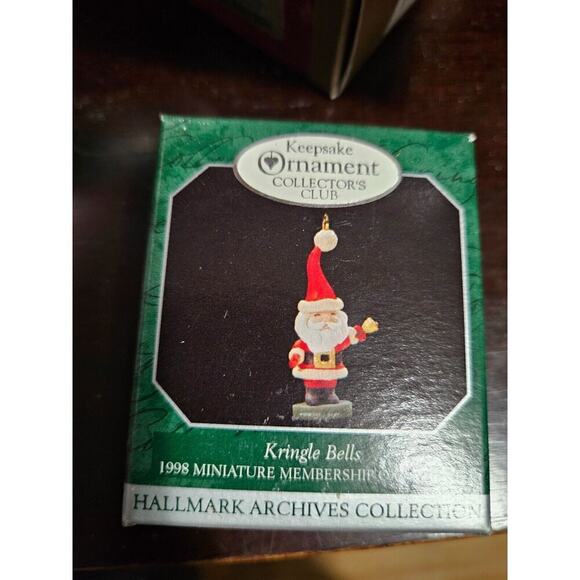 Keepsake
Ornament
COLLECTOR'S
CLUB
Kringle Bells
1998 MINIATURE MEMBERSHIP
HALLMARK ARCHIVES COLLECTION